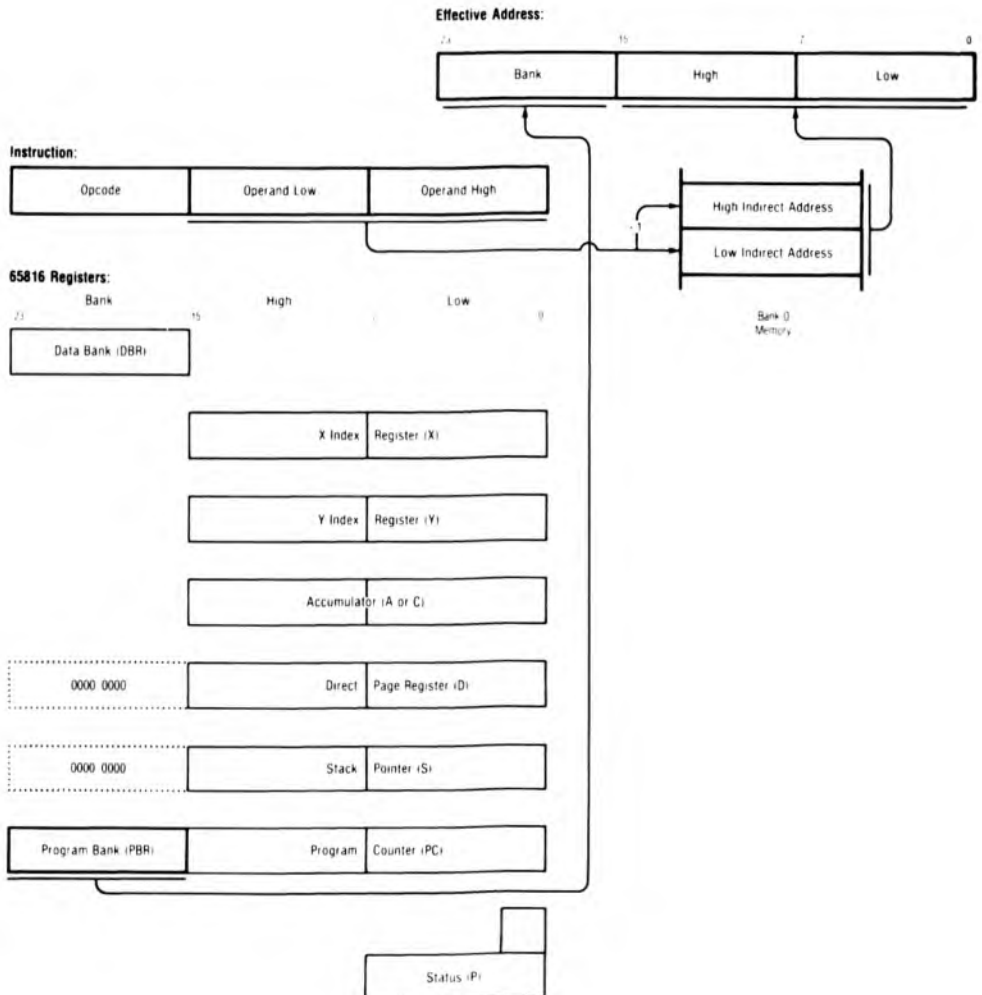 Effective Address:
23 15 7 0
Bank High Low
Instruction:
Opcode Operand Low Operand High
High Indirect Address
1
Low Indirect Address
65816 Registers:
Bank High Low
23 15 0
Bank 0
Memory
Data Bank (DBR)
X Index Register (X)
Y Index Register (Y)
Accumulator (A or C)
0000 0000 Direct Page Register (D)
0000 0000 Stack Pointer (S)
Program Bank (PBR) Program Counter (PC)
Status (P)